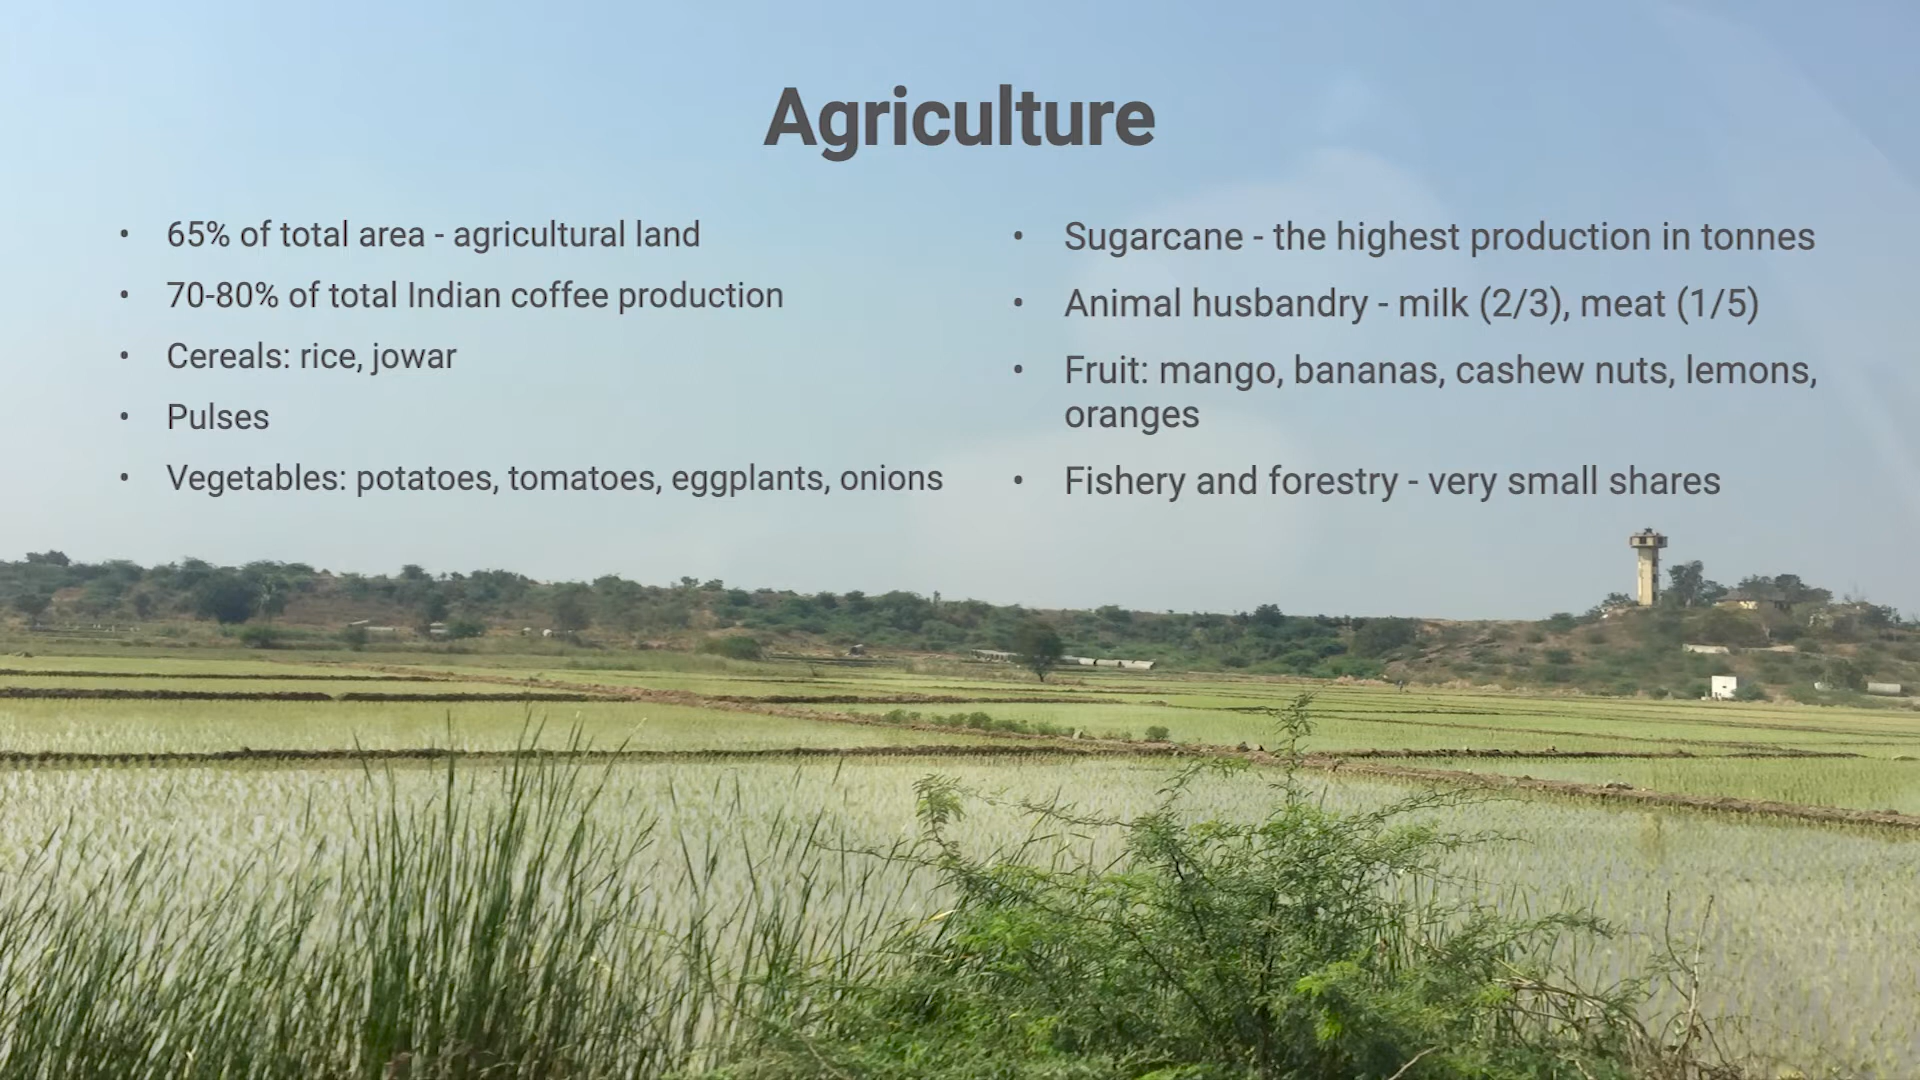 Agriculture
• 65% of total area - agricultural land
• 70-80% of total Indian coffee production
• Cereals: rice, jowar
• Pulses
• Vegetables: potatoes, tomatoes, eggplants, onions
• Sugarcane - the highest production in tonnes
• Animal husbandry - milk (2/3), meat (1/5)
• Fruit: mango, bananas, cashew nuts, lemons,
oranges
• Fishery and forestry - very small shares